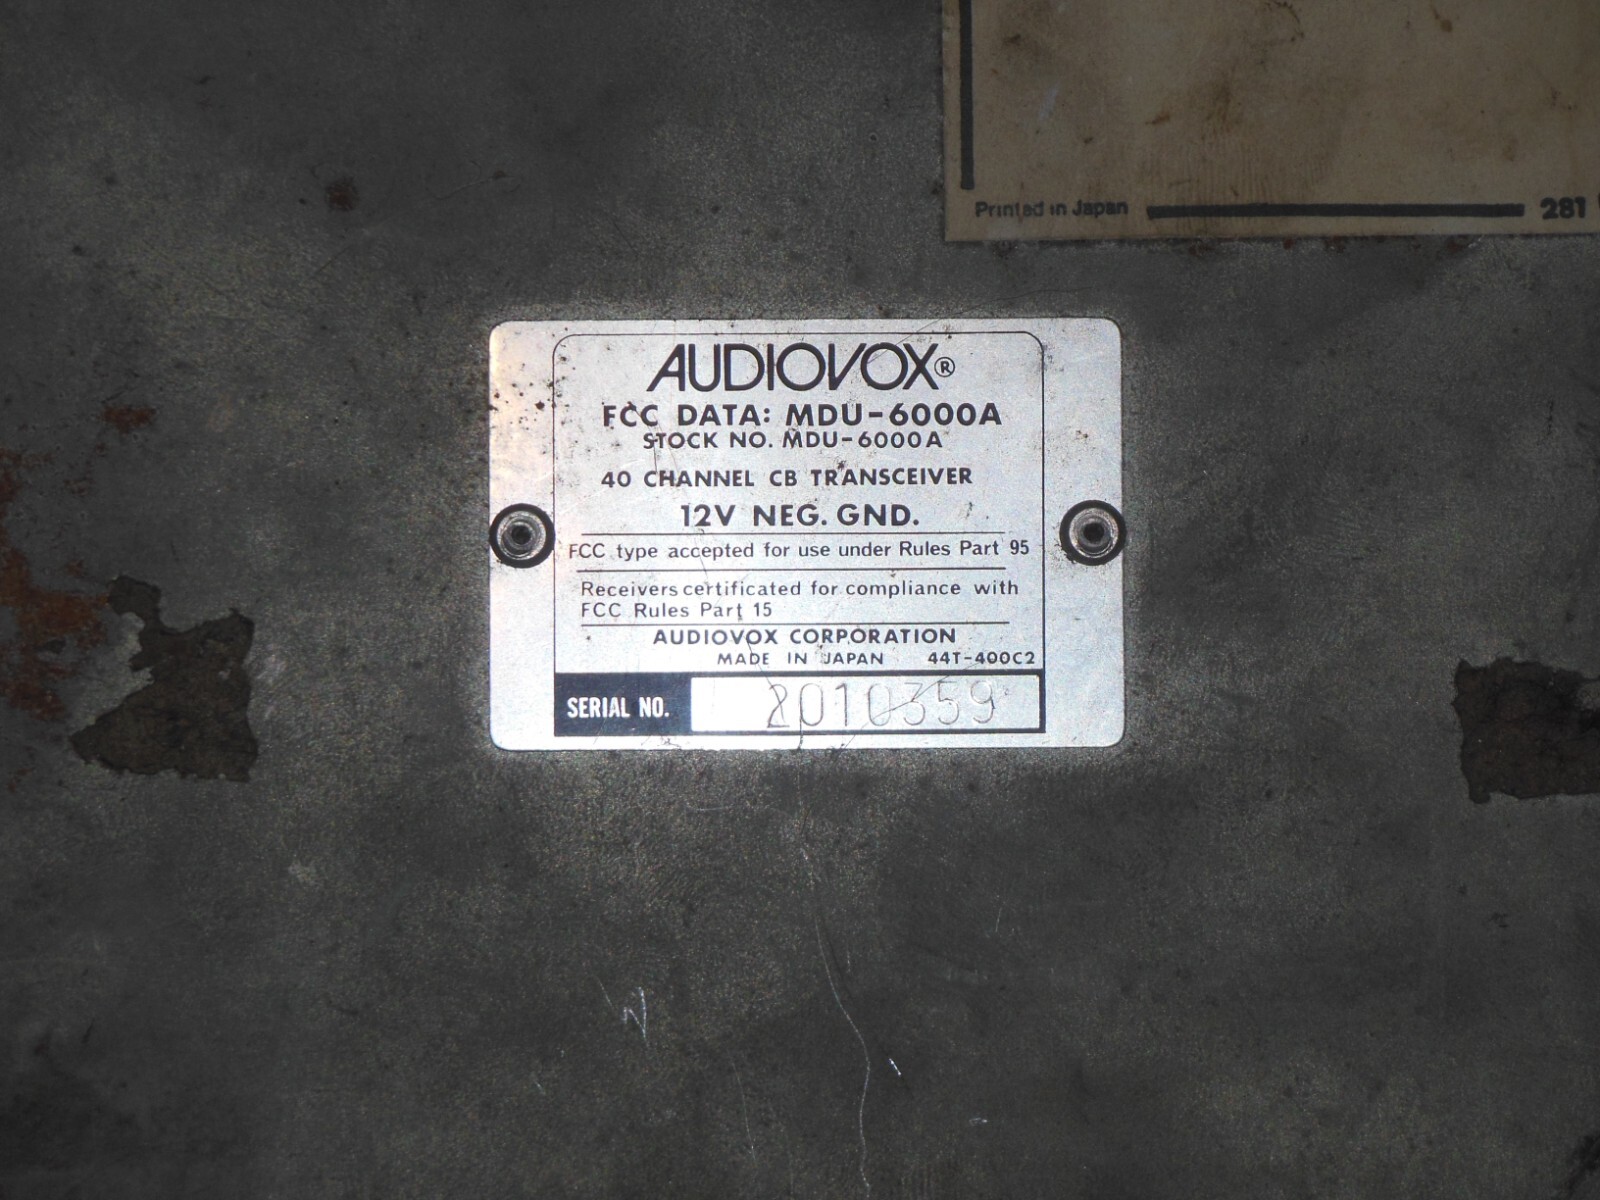 Printed in Japan 281
AUDIOVOX®
FCC DATA: MDU-6000A
STOCK NO. MDU-6000A
40 CHANNEL CB TRANSCEIVER
12V NEG. GND.
FCC type accepted for use under Rules Part 95
Receivers certificated for compliance with
FCC Rules Part 15
AUDIOVOX CORPORATION
MADE IN JAPAN 44T-400C2
SERIAL NO. 2010359